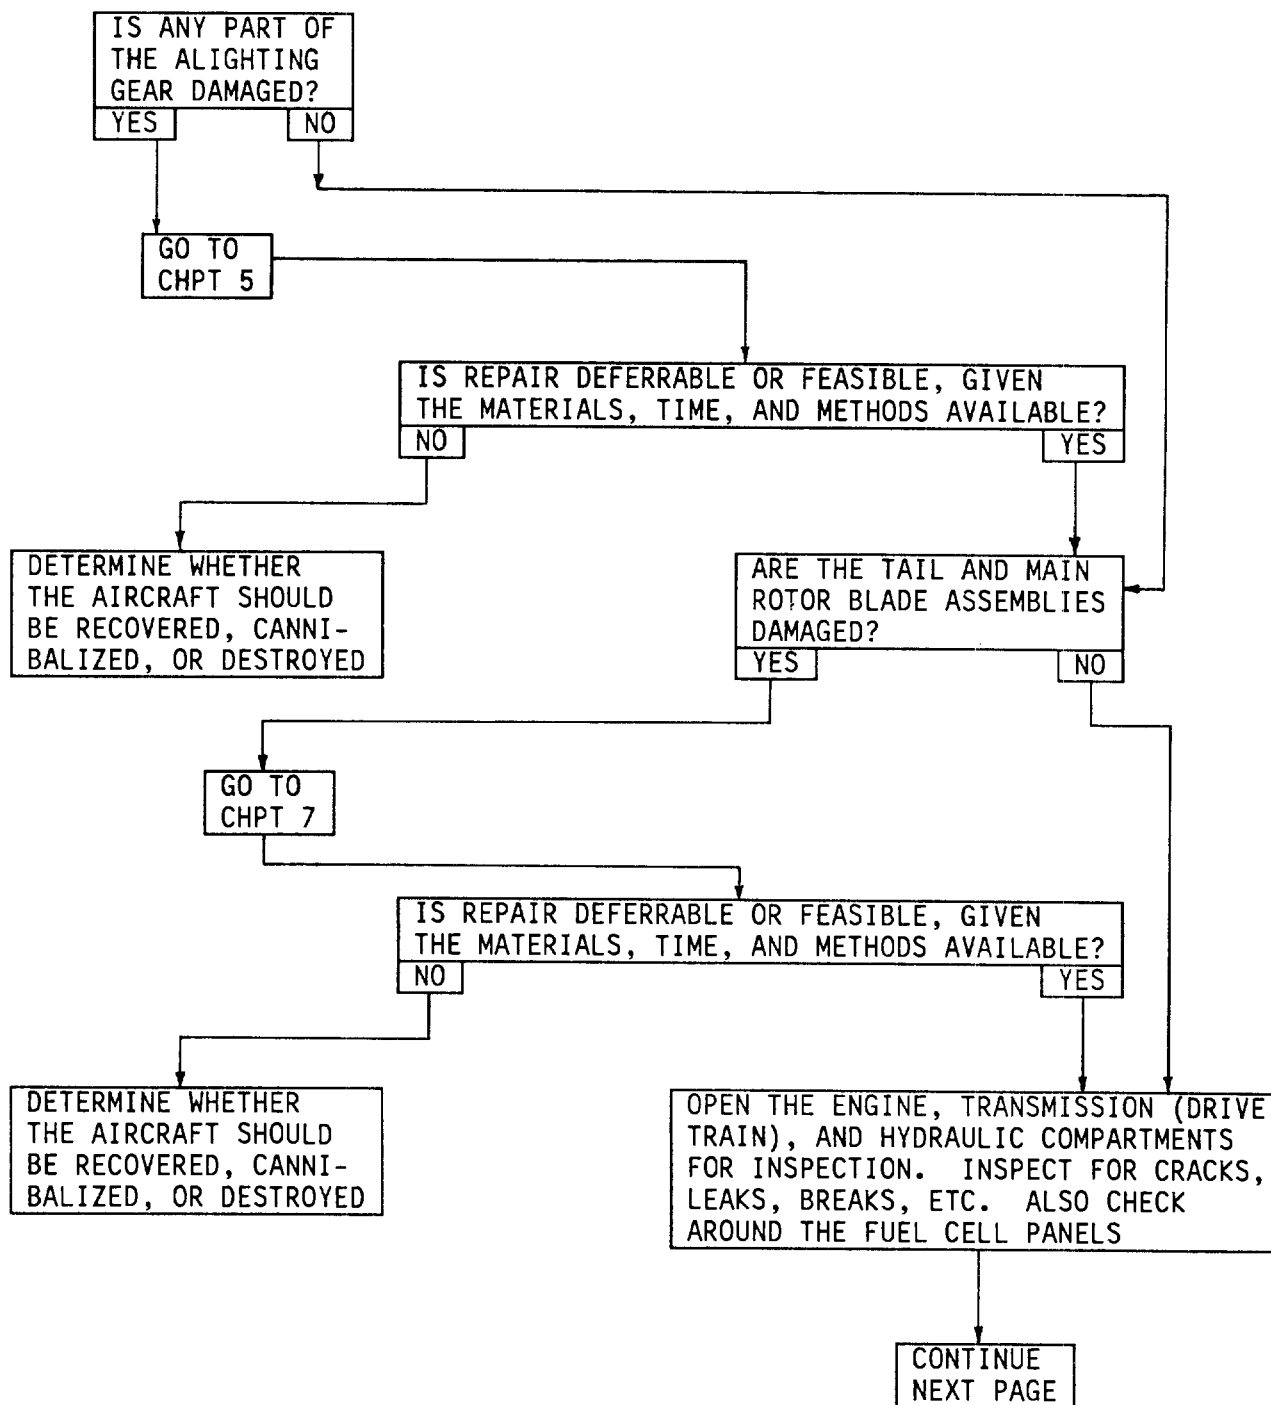 IS ANY PART OF
THE ALIGHTING
GEAR DAMAGED?
YES
NO
GO TO
CHPT 5
IS REPAIR DEFERRABLE OR FEASIBLE, GIVEN
THE MATERIALS, TIME, AND METHODS AVAILABLE?
NO
YES
DETERMINE WHETHER
THE AIRCRAFT SHOULD
BE RECOVERED, CANNI-
BALIZED, OR DESTROYED
ARE THE TAIL AND MAIN
ROTOR BLADE ASSEMBLIES
DAMAGED?
YES
NO
GO TO
CHPT 7
IS REPAIR DEFERRABLE OR FEASIBLE, GIVEN
THE MATERIALS, TIME, AND METHODS AVAILABLE?
NO
YES
DETERMINE WHETHER
THE AIRCRAFT SHOULD
BE RECOVERED, CANNI-
BALIZED, OR DESTROYED
OPEN THE ENGINE, TRANSMISSION (DRIVE
TRAIN), AND HYDRAULIC COMPARTMENTS
FOR INSPECTION. INSPECT FOR CRACKS,
LEAKS, BREAKS, ETC. ALSO CHECK
AROUND THE FUEL CELL PANELS
CONTINUE
NEXT PAGE